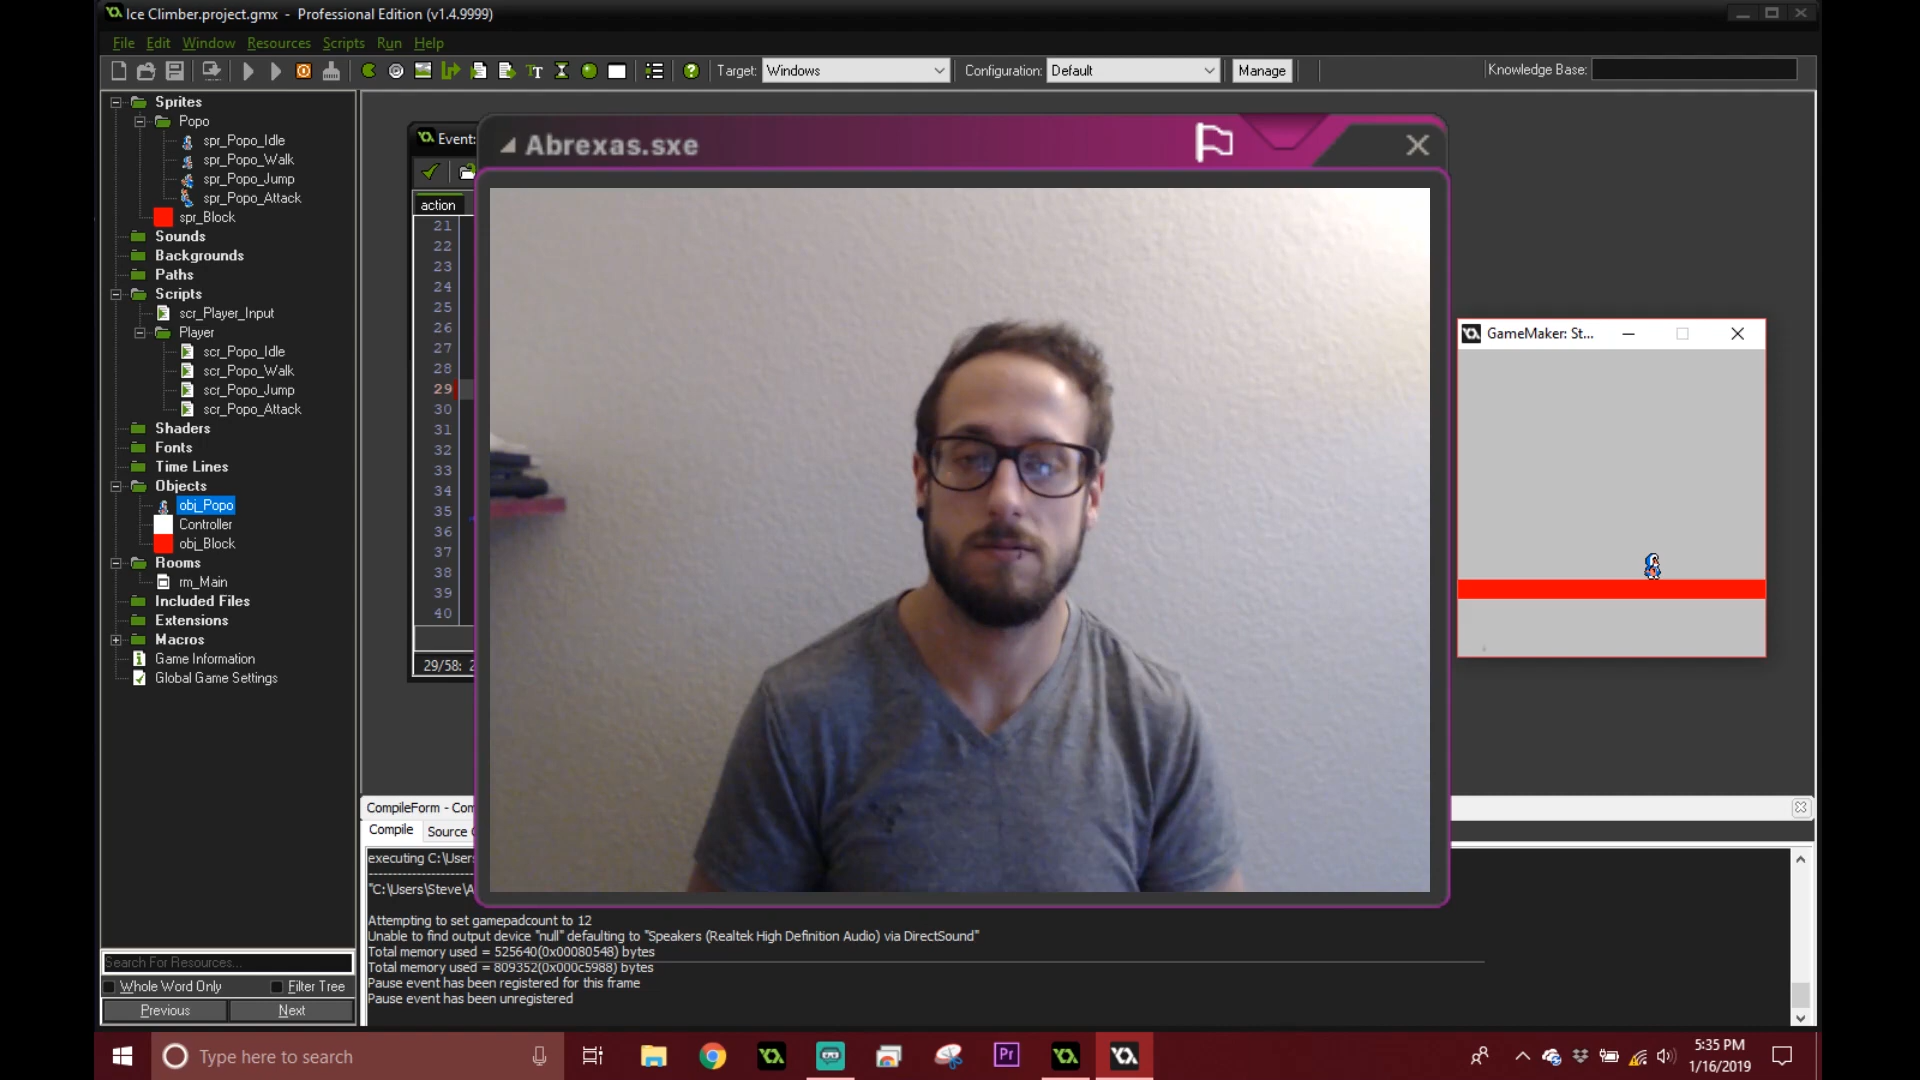 Ice Climber.project.gmx - Professional Edition (v1.4.9999)
File Edit Window Resources Scripts Run Help
Target: Windows Configuration: Default Manage Knowledge Base:
Sprites
Popo
spr_Popo_Idle
spr_Popo_Walk
spr_Popo_Jump
spr_Popo_Attack
spr_Block
Sounds
Backgrounds
Paths
Scripts
scr_Player_Input
Player
scr_Popo_Idle
scr_Popo_Walk
scr_Popo_Jump
scr_Popo_Attack
Shaders
Fonts
Time Lines
Objects
obj_Popo
Controller
obj_Block
Rooms
rm_Main
Included Files
Extensions
Macros
Game Information
Global Game Settings
Search For Resources...
Whole Word Only Filter Tree
Previous Next
Event:
action
21
22
23
24
25
26
27
28
29
30
31
32
33
34
35
36
37
38
39
40
29/58:
Abrexas.sxe
GameMaker: St...
CompileForm - Com
Compile Source
executing C:\Users
"C:\Users\Steve\A
Attempting to set gamepadcount to 12
Unable to find output device "null" defaulting to "Speakers (Realtek High Definition Audio) via DirectSound"
Total memory used = 525640(0x00080548) bytes
Total memory used = 809352(0x000c5988) bytes
Pause event has been registered for this frame
Pause event has been unregistered
Type here to search
Pr
5:35 PM
1/16/2019